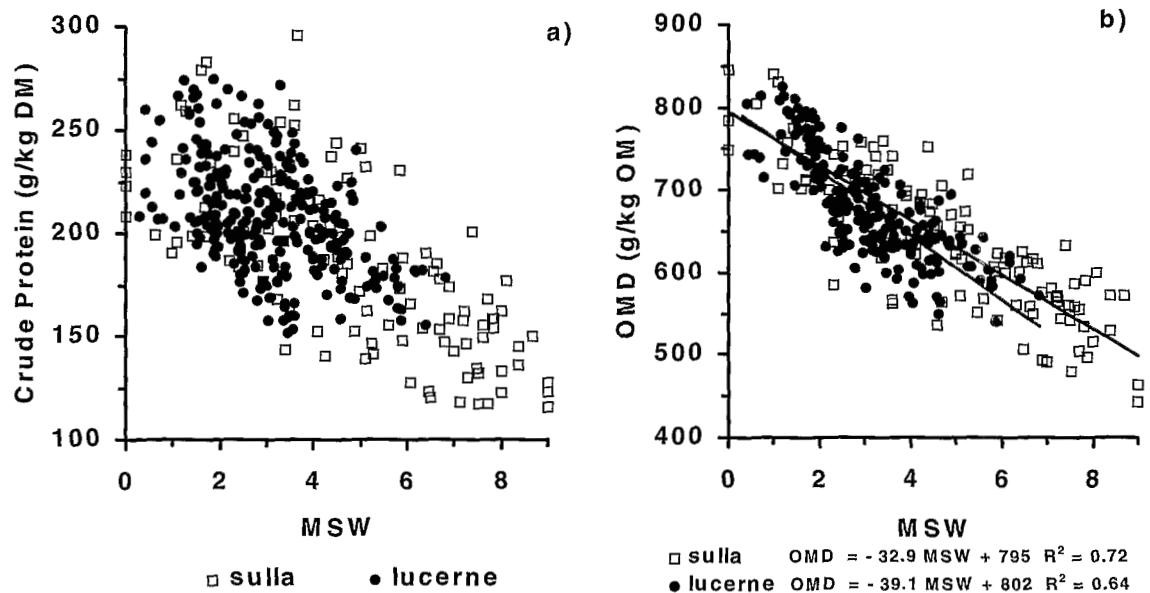 a)
Crude Protein (g/kg DM)
300
250
200
150
100
0 2 4 6 8
MSW
□ sulla ● lucerne
b)
OMD (g/kg OM)
900
800
700
600
500
400
0 2 4 6 8
MSW
□ sulla OMD = - 32.9 MSW + 795 R² = 0.72
● lucerne OMD = - 39.1 MSW + 802 R² = 0.64